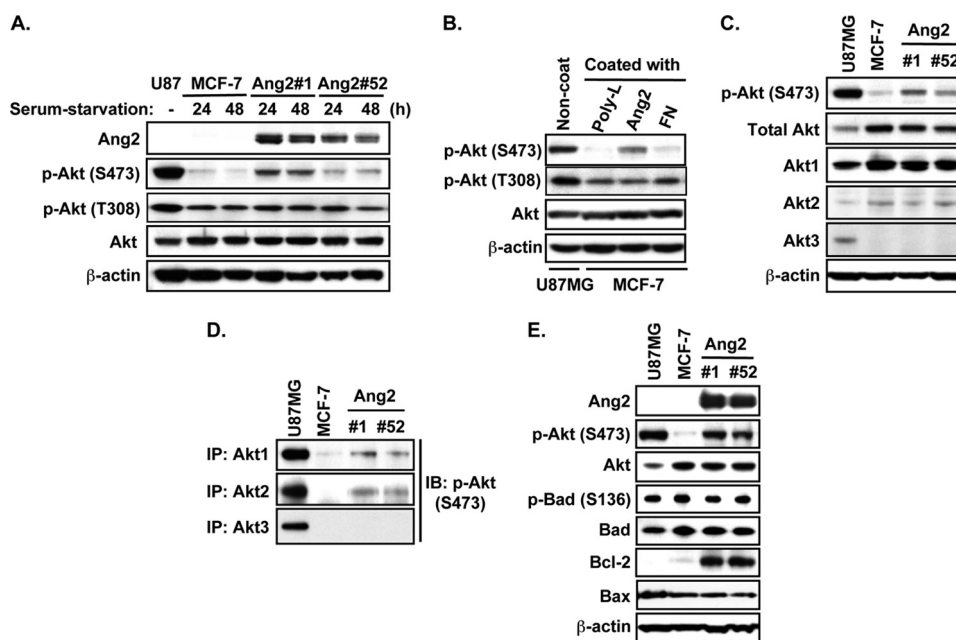 A.
U87 MCF-7 Ang2#1 Ang2#52
Serum-starvation: - 24 48 24 48 24 48 (h)
Ang2
p-Akt (S473)
p-Akt (T308)
Akt
β-actin
B.
Non-coat
Coated with
Poly-L
Ang2
FN
p-Akt (S473)
p-Akt (T308)
Akt
β-actin
U87MG MCF-7
C.
U87MG
MCF-7
Ang2
#1 #52
p-Akt (S473)
Total Akt
Akt1
Akt2
Akt3
β-actin
D.
U87MG
MCF-7
Ang2
#1 #52
IP: Akt1
IP: Akt2
IP: Akt3
IB: p-Akt
(S473)
E.
U87MG
MCF-7
Ang2
#1 #52
Ang2
p-Akt (S473)
Akt
p-Bad (S136)
Bad
Bcl-2
Bax
β-actin